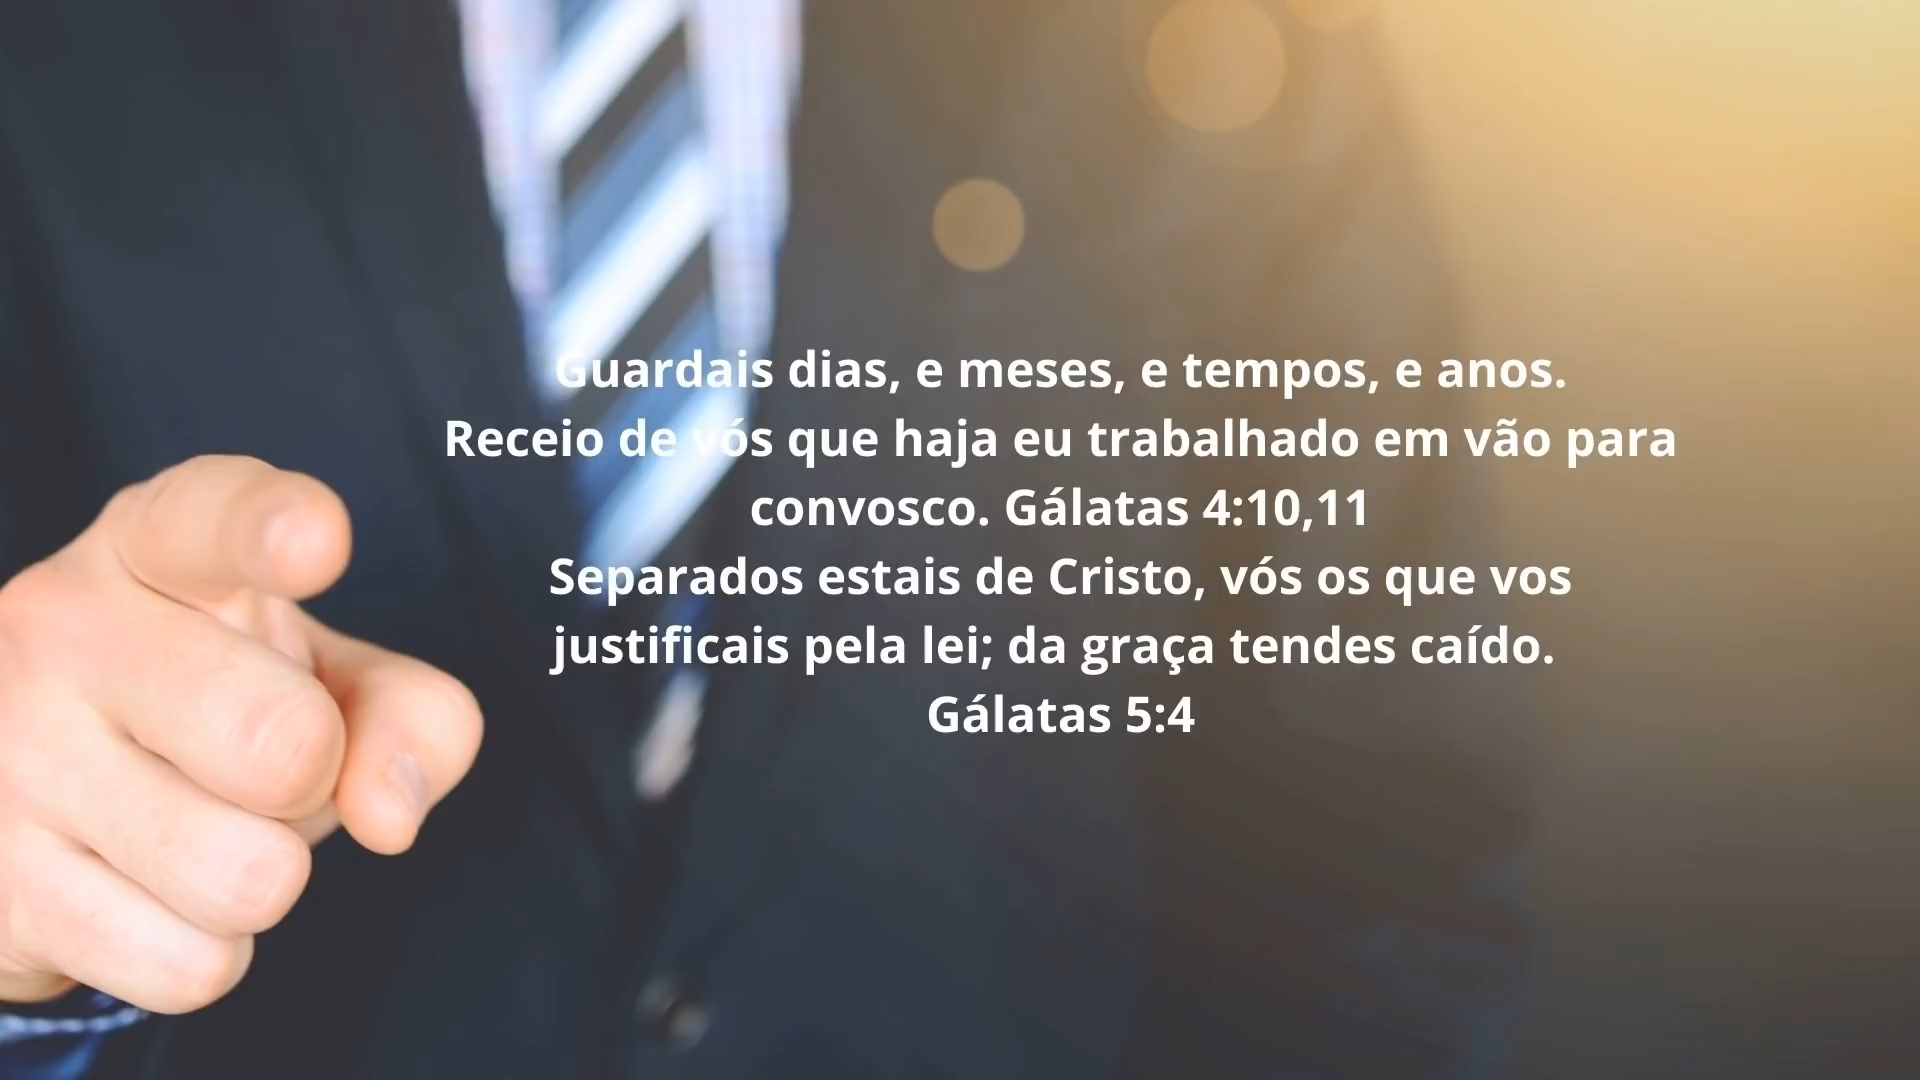 Guardais dias, e meses, e tempos, e anos.
Receio de vós que haja eu trabalhado em vão para
convosco. Gálatas 4:10,11
Separados estais de Cristo, vós os que vos
justificais pela lei; da graça tendes caído.
Gálatas 5:4